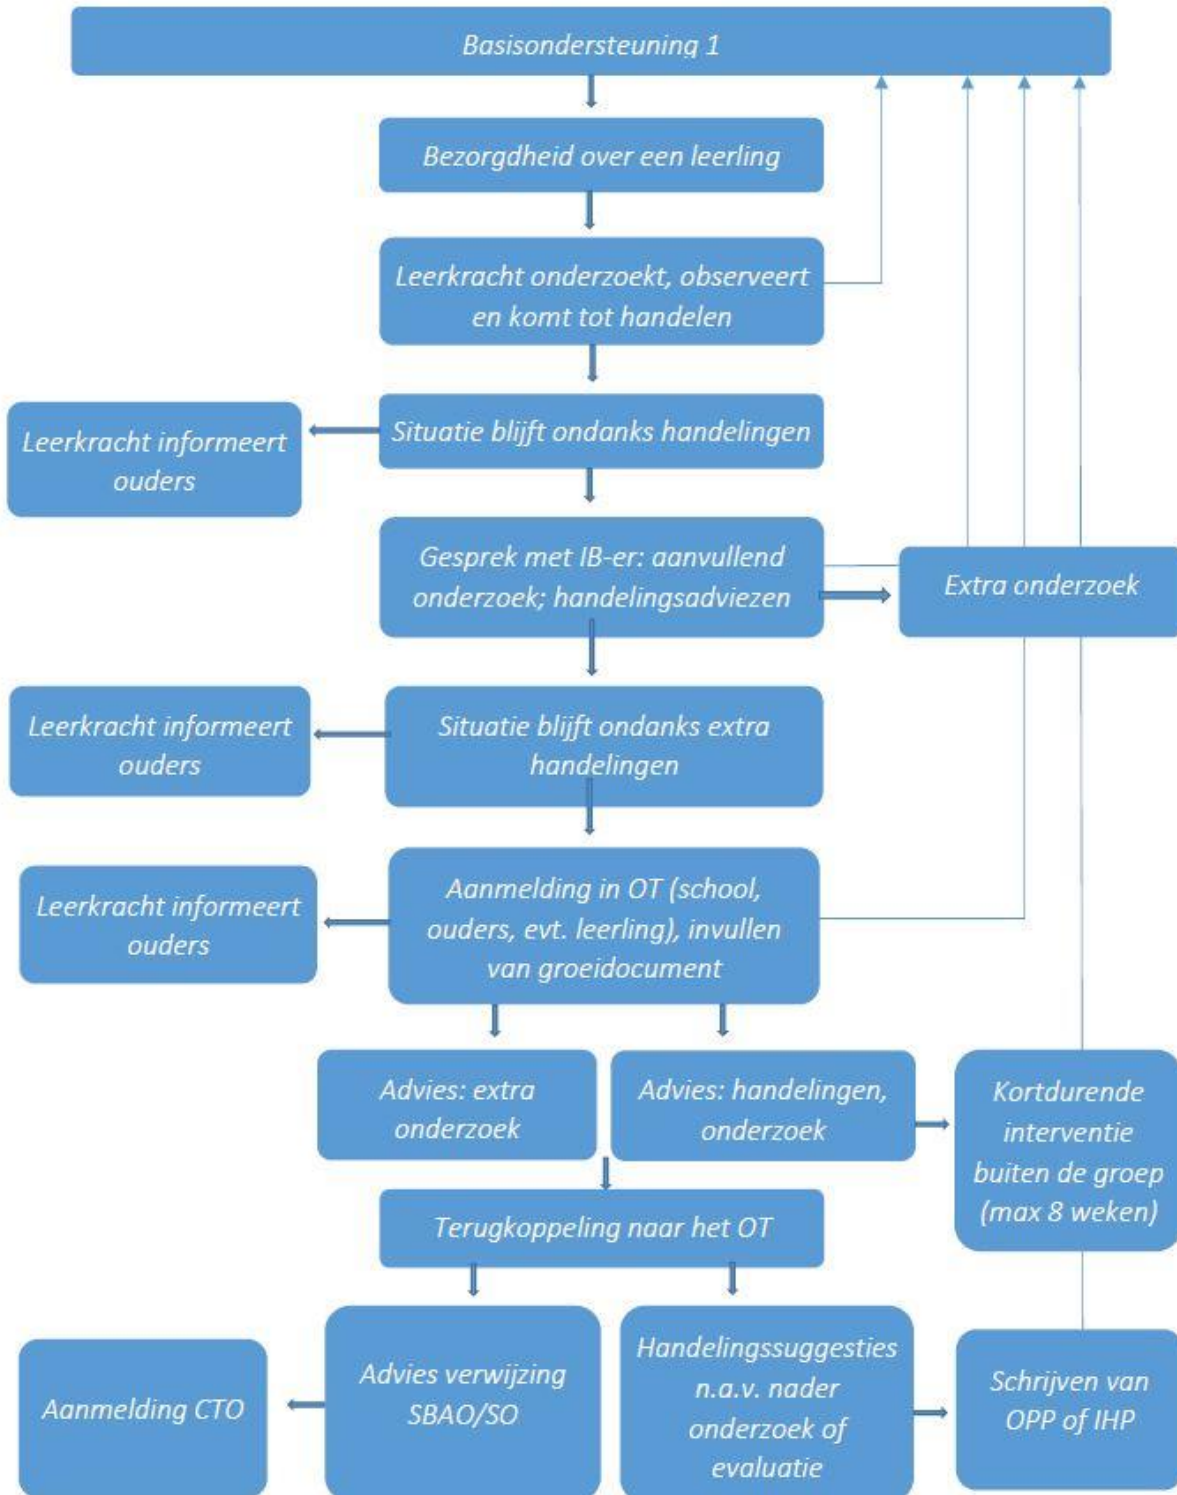 Basisondersteuning 1
Bezorgdheid over een leerling
Leerkracht onderzoekt, observeert
en komt tot handelen
Situatie blijft ondanks handelingen
Leerkracht informeert
ouders
Gesprek met IB-er: aanvullend
onderzoek; handelingsadviezen
Extra onderzoek
Situatie blijft ondanks extra
handelingen
Leerkracht informeert
ouders
Aanmelding in OT (school,
ouders, evt. leerling), invullen
van groeidocument
Leerkracht informeert
ouders
Advies: extra
onderzoek
Advies: handelingen,
onderzoek
Kortdurende
interventie
buiten de groep
(max 8 weken)
Terugkoppeling naar het OT
Advies verwijzing
SBAO/SO
Aanmelding CTO
Handelingssuggesties
n.a.v. nader
onderzoek of
evaluatie
Schrijven van
OPP of IHP